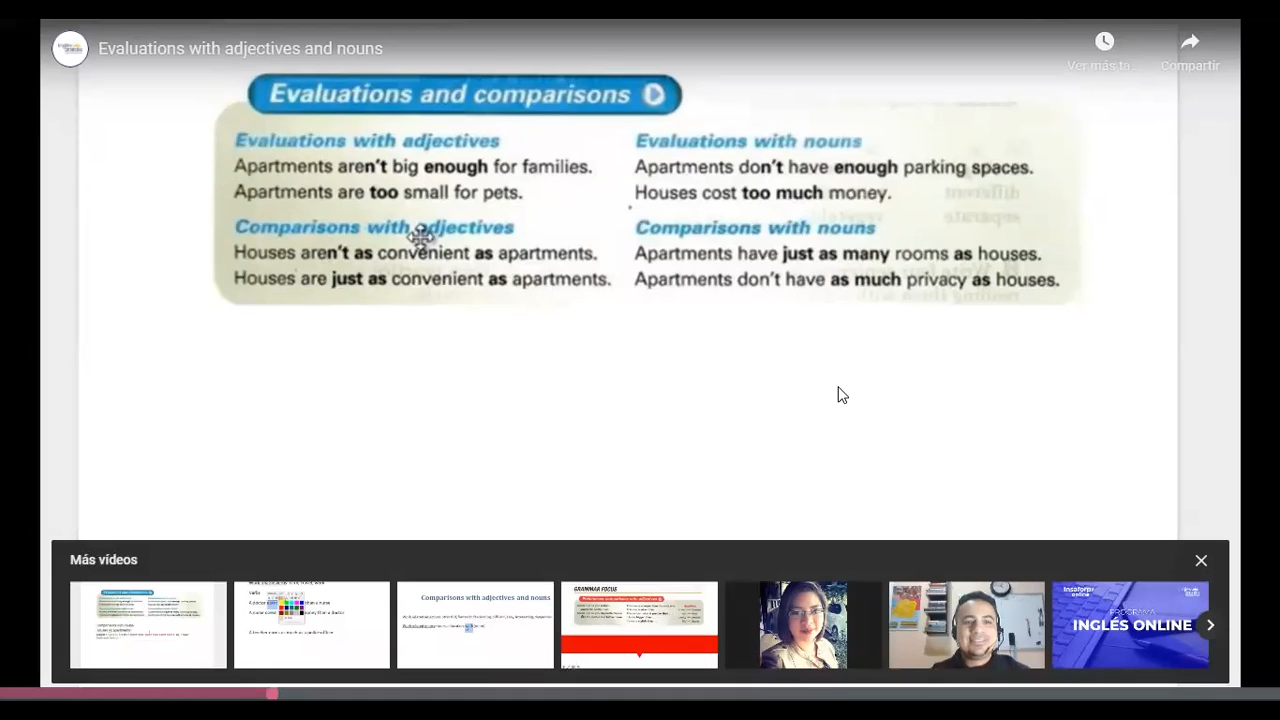 Evaluations with adjectives and nouns
Ver más ta...
Compartir
Evaluations and comparisons
Evaluations with adjectives
Apartments aren't big enough for families.
Apartments are too small for pets.
Comparisons with adjectives
Houses aren't as convenient as apartments.
Houses are just as convenient as apartments.
Evaluations with nouns
Apartments don't have enough parking spaces.
Houses cost too much money.
Comparisons with nouns
Apartments have just as many rooms as houses.
Apartments don't have as much privacy as houses.
Más vídeos
Comparisons with adjectives and nouns
GRAMMAR FOCUS
PROGRAMA
INGLÉS ONLINE